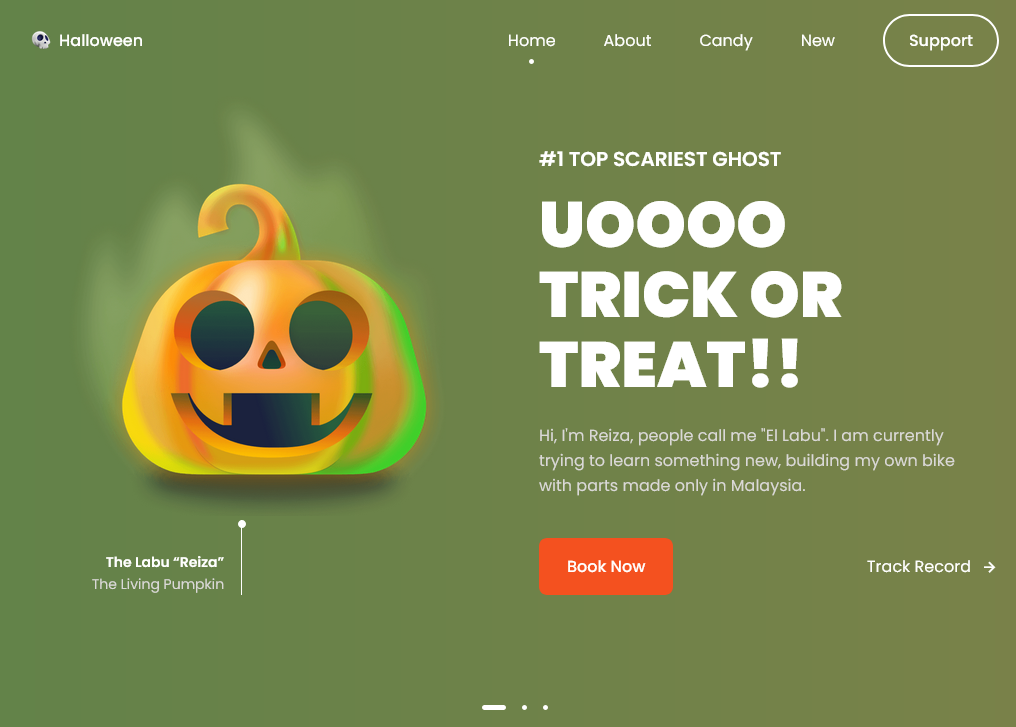 Halloween
Home
About
Candy
New
Support
#1 TOP SCARIEST GHOST
UOOOO
TRICK OR
TREAT!!
Hi, I'm Reiza, people call me "El Labu". I am currently
trying to learn something new, building my own bike
with parts made only in Malaysia.
Book Now
Track Record
The Labu “Reiza”
The Living Pumpkin